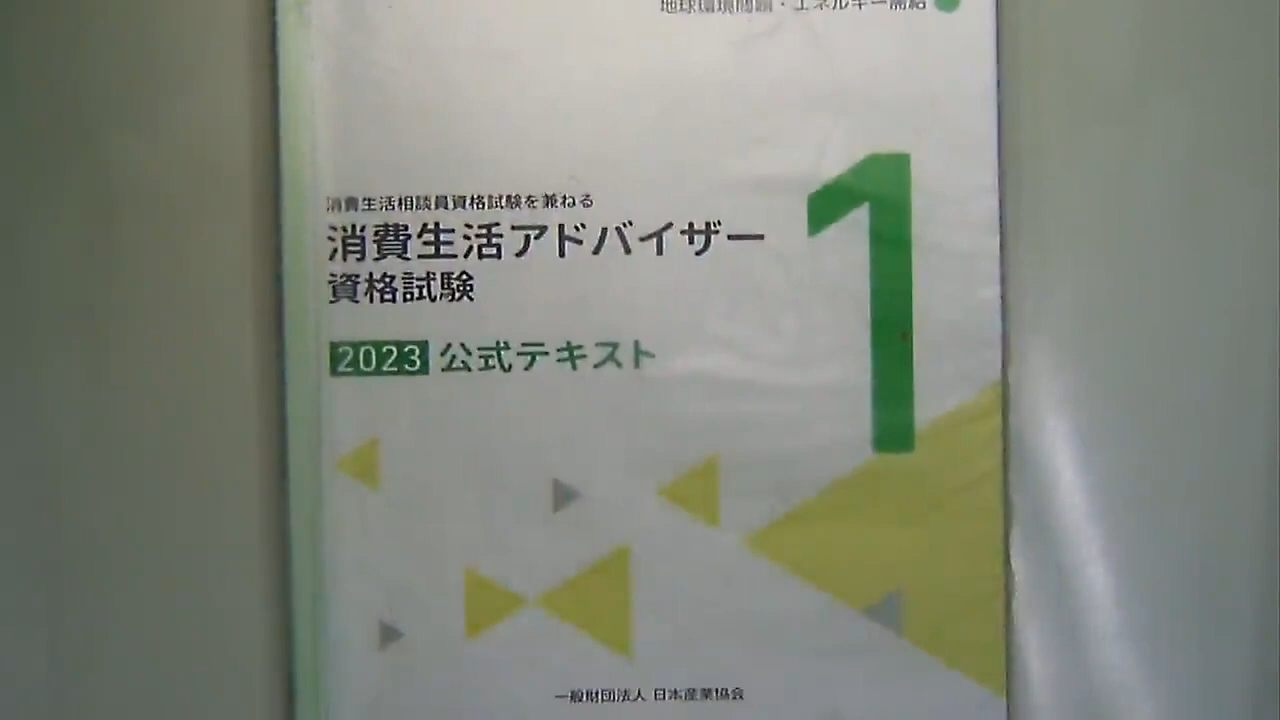 地球環境問題・エネルギー需給
消費生活相談員資格試験を兼ねる
消費生活アドバイザー
資格試験
1
2023 公式テキスト
一般財団法人 日本産業協会